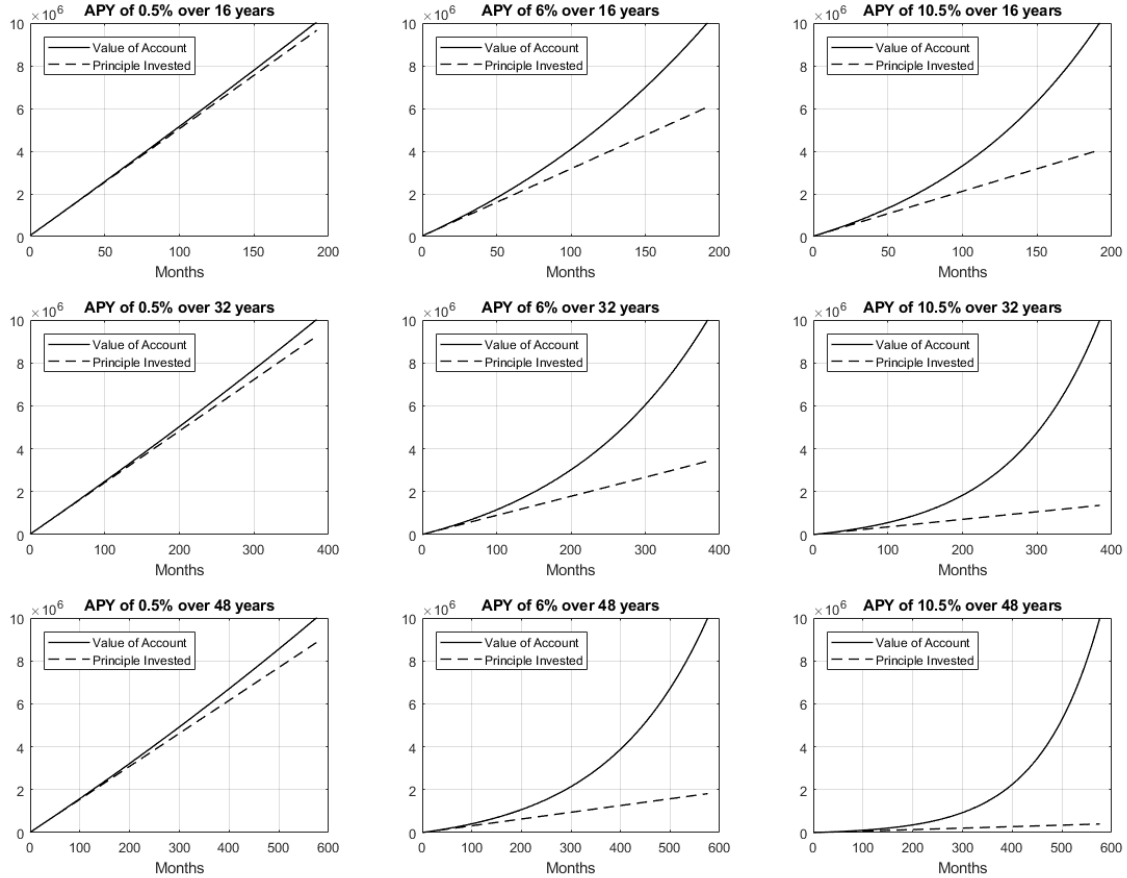 APY of 0.5% over 16 years
×10^6
10
8
6
4
2
0
Value of Account
Principle Invested
0 50 100 150 200
Months
APY of 6% over 16 years
×10^6
10
8
6
4
2
0
Value of Account
Principle Invested
0 50 100 150 200
Months
APY of 10.5% over 16 years
×10^6
10
8
6
4
2
0
Value of Account
Principle Invested
0 50 100 150 200
Months
APY of 0.5% over 32 years
×10^6
10
8
6
4
2
0
Value of Account
Principle Invested
0 100 200 300 400
Months
APY of 6% over 32 years
×10^6
10
8
6
4
2
0
Value of Account
Principle Invested
0 100 200 300 400
Months
APY of 10.5% over 32 years
×10^6
10
8
6
4
2
0
Value of Account
Principle Invested
0 100 200 300 400
Months
APY of 0.5% over 48 years
×10^6
10
8
6
4
2
0
Value of Account
Principle Invested
0 100 200 300 400 500 600
Months
APY of 6% over 48 years
×10^6
10
8
6
4
2
0
Value of Account
Principle Invested
0 100 200 300 400 500 600
Months
APY of 10.5% over 48 years
×10^6
10
8
6
4
2
0
Value of Account
Principle Invested
0 100 200 300 400 500 600
Months